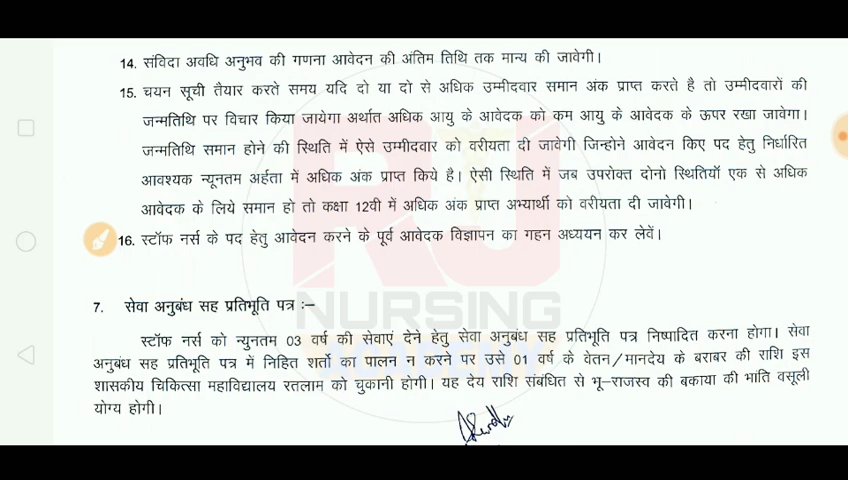 14. संविदा अवधि अनुभव की गणना आवेदन की अंतिम तिथि तक मान्य की जावेगी।
15. चयन सूची तैयार करते समय यदि दो या दो से अधिक उम्मीदवार समान अंक प्राप्त करते है तो उम्मीदवारों की
जन्मतिथि पर विचार किया जायेगा अर्थात अधिक आयु के आवेदक को कम आयु के आवेदक के ऊपर रखा जावेगा।
जन्मतिथि समान होने की स्थिति में ऐसे उम्मीदवार को वरीयता दी जावेगी जिन्होने आवेदन किए पद हेतु निर्धारित
आवश्यक न्यूनतम अर्हता में अधिक अंक प्राप्त किये है। ऐसी स्थिति में जब उपरोक्त दोनो स्थितियॉ एक से अधिक
आवेदक के लिये समान हो तो कक्षा 12वी में अधिक अंक प्राप्त अभ्यार्थी को वरीयता दी जावेगी।
16. स्टॉफ नर्स के पद हेतु आवेदन करने के पूर्व आवेदक विज्ञापन का गहन अध्ययन कर लेवें।
7. सेवा अनुबंध सह प्रतिभूति पत्र :–
NURSING
स्टॉफ नर्स को न्युनतम 03 वर्ष की सेवाएं देने हेतु सेवा अनुबंध सह प्रतिभूति पत्र निष्पादित करना होगा। सेवा
अनुबंध सह प्रतिभूति पत्र में निहित शर्तो का पालन न करने पर उसे 01 वर्ष के वेतन/मानदेय के बराबर की राशि इस
शासकीय चिकित्सा महाविद्यालय रतलाम को चुकानी होगी। यह देय राशि संबंधित से भू–राजस्व की बकाया की भांति वसूली
योग्य होगी।